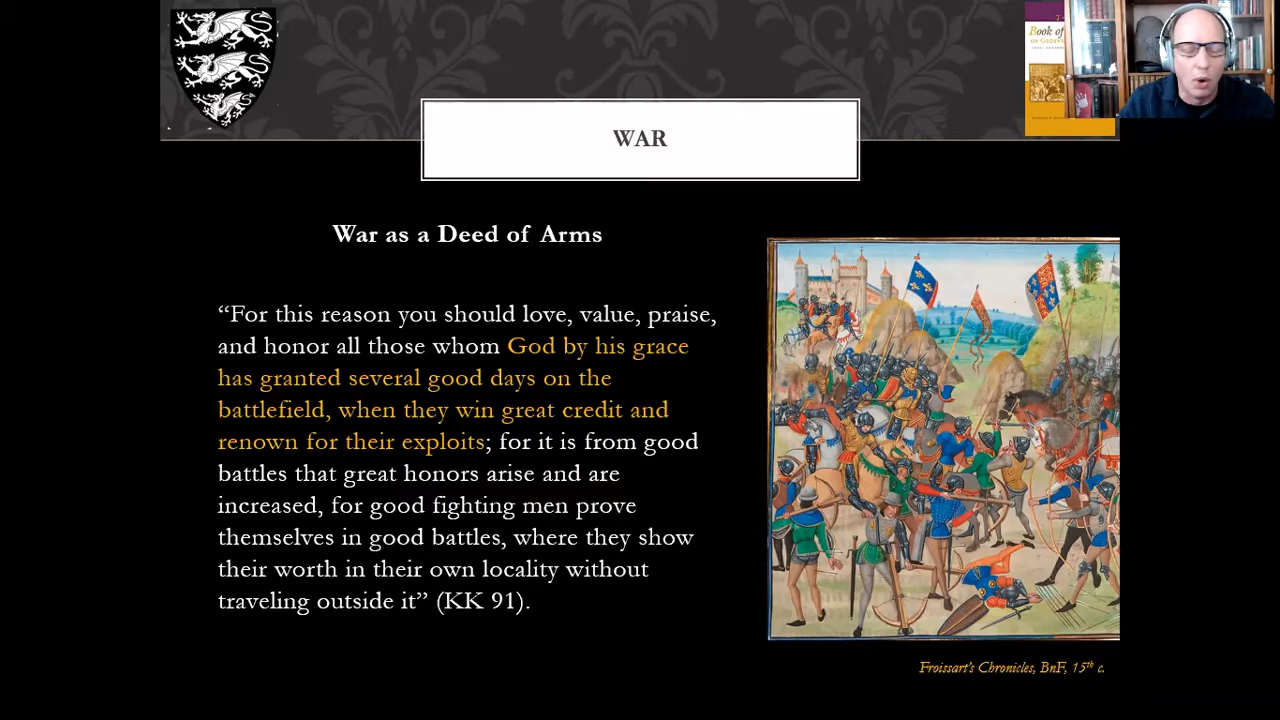 Book of
WAR
War as a Deed of Arms
“For this reason you should love, value, praise,
and honor all those whom God by his grace
has granted several good days on the
battlefield, when they win great credit and
renown for their exploits; for it is from good
battles that great honors arise and are
increased, for good fighting men prove
themselves in good battles, where they show
their worth in their own locality without
traveling outside it” (KK 91).
Froissart's Chronicles, BnF, 15th c.